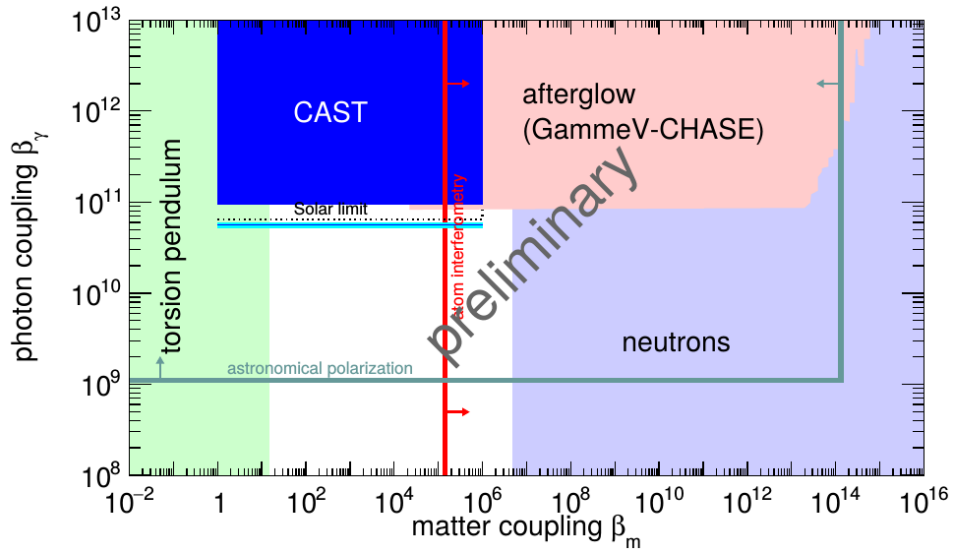 photon coupling βγ
10^13
10^12
10^11
10^10
10^9
10^8
torsion pendulum
CAST
Solar limit
atom interferometry
afterglow
(GammeV-CHASE)
preliminary
neutrons
astronomical polarization
10^-2 1 10^2 10^4 10^6 10^8 10^10 10^12 10^14 10^16
matter coupling βm